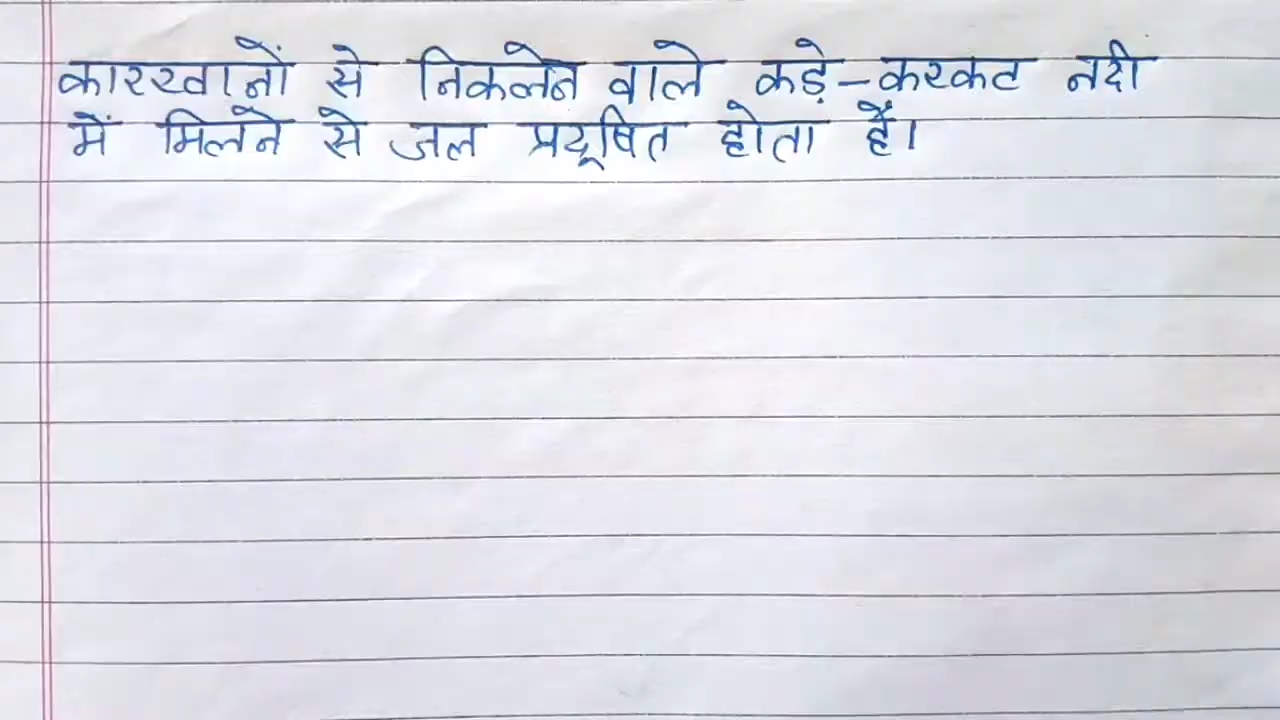 कारखानों से निकलने वाले कड़े-करकट नदी
में मिलने से जल प्रदूषित होता है।